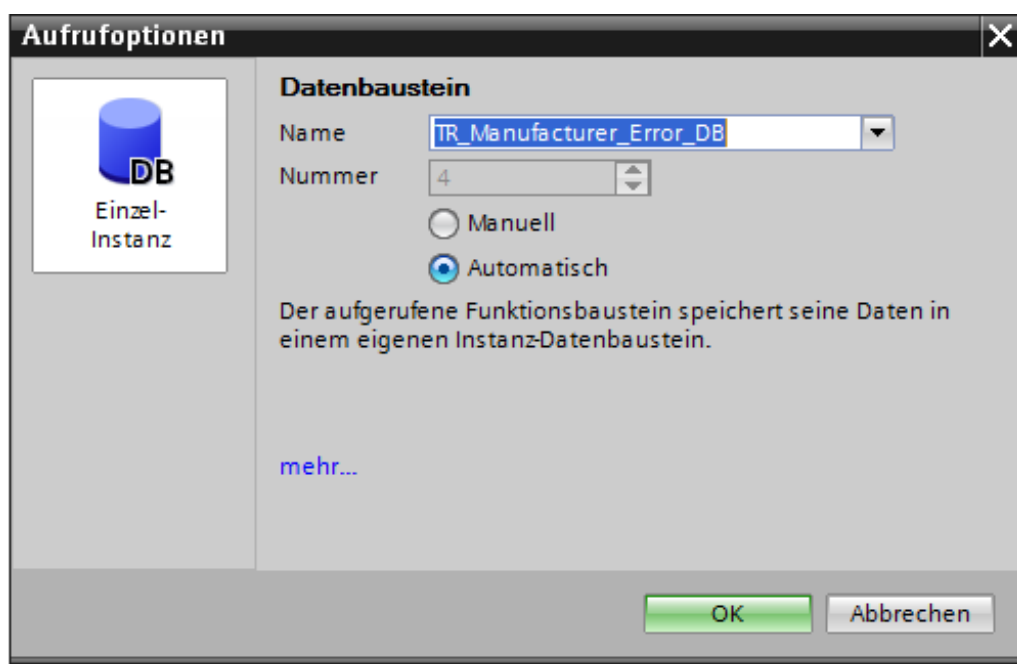 Aufrufoptionen
DB
Einzel-
Instanz
Datenbaustein
Name
TR_Manufacturer_Error_DB
Nummer
4
Manuell
Automatisch
Der aufgerufene Funktionsbaustein speichert seine Daten in
einem eigenen Instanz-Datenbaustein.
mehr...
OK
Abbrechen